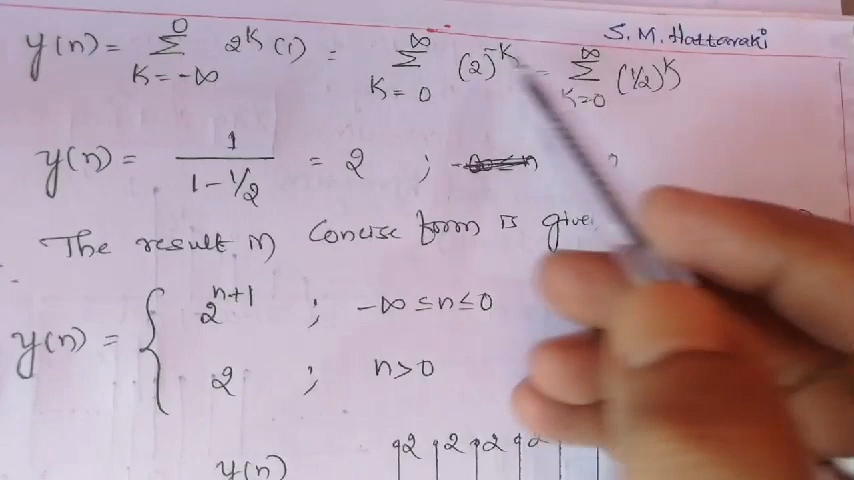 S.M.Hattaraki
y(n) = Σ_{K=-∞}^{0} 2^K (1) = Σ_{K=0}^{∞} (2)^{-K} = Σ_{K=0}^{∞} (1/2)^K
y(n) = 1/(1-1/2) = 2 ;
The result in Concise form is give
y(n) = { 2^{n+1} ; -∞ ≤ n ≤ 0
2 ; n>0
y(n) 2 2 2 2